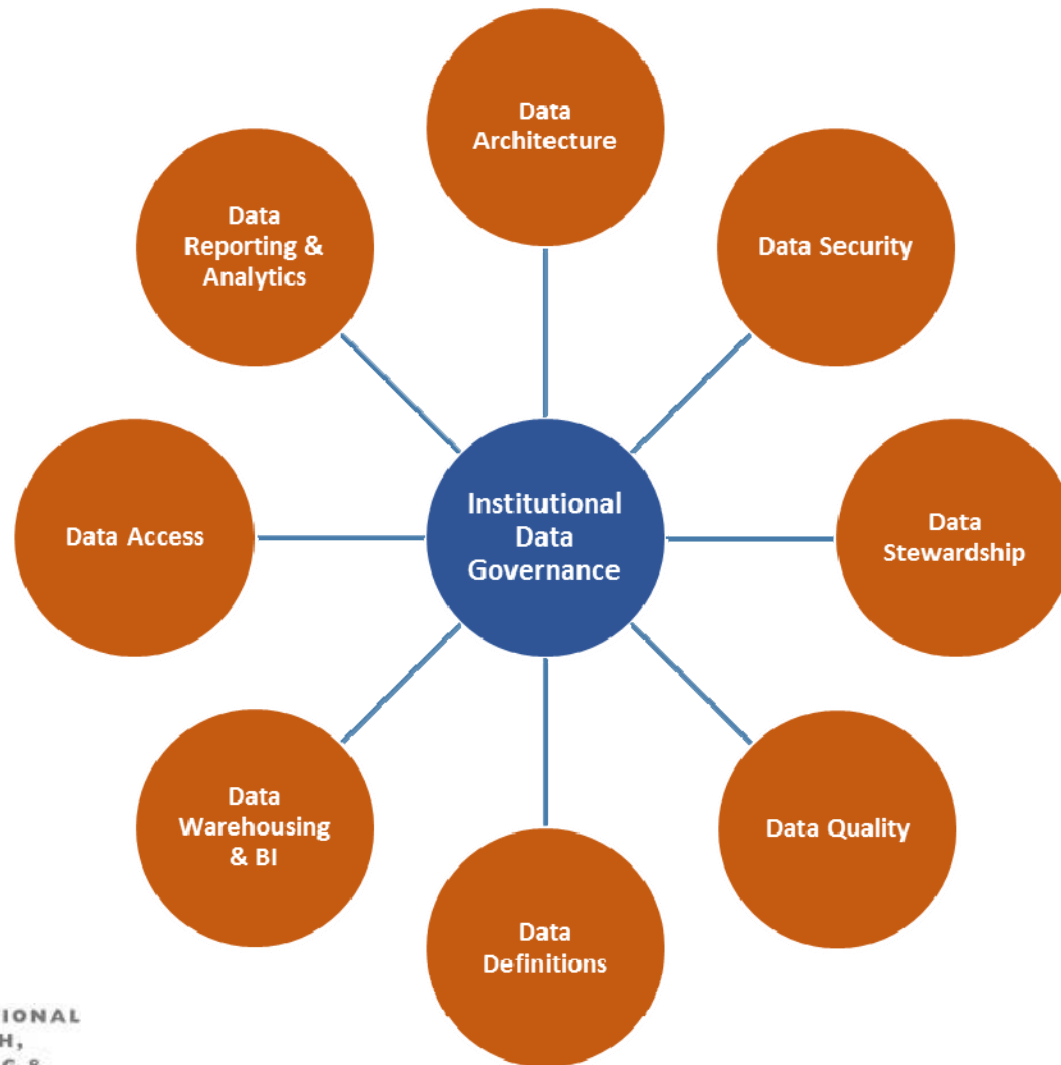 Data
Architecture
Data Security
Data
Stewardship
Data Quality
Data
Definitions
Data
Warehousing
& BI
Data Access
Data
Reporting &
Analytics
Institutional
Data
Governance
IONAL
H,